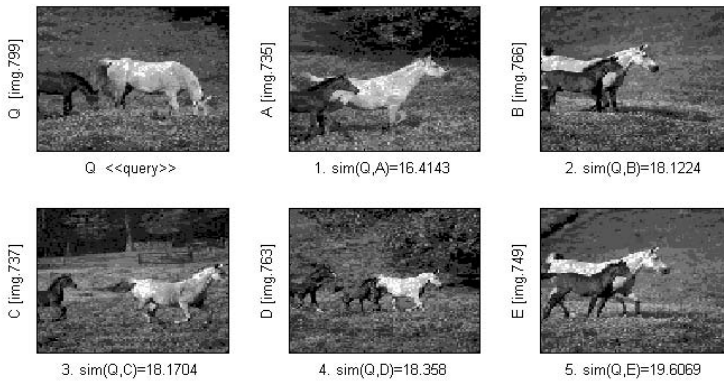 Q [img.799]
Q <<query>>
A [img.735]
1. sim(Q,A)=16.4143
B [img.766]
2. sim(Q,B)=18.1224
C [img.737]
3. sim(Q,C)=18.1704
D [img.763]
4. sim(Q,D)=18.358
E [img.749]
5. sim(Q,E)=19.6069